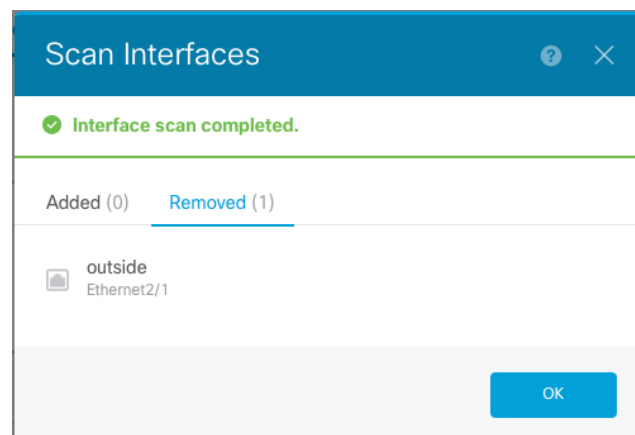 Scan Interfaces
?
Interface scan completed.
Added (0) Removed (1)
outside
Ethernet2/1
OK